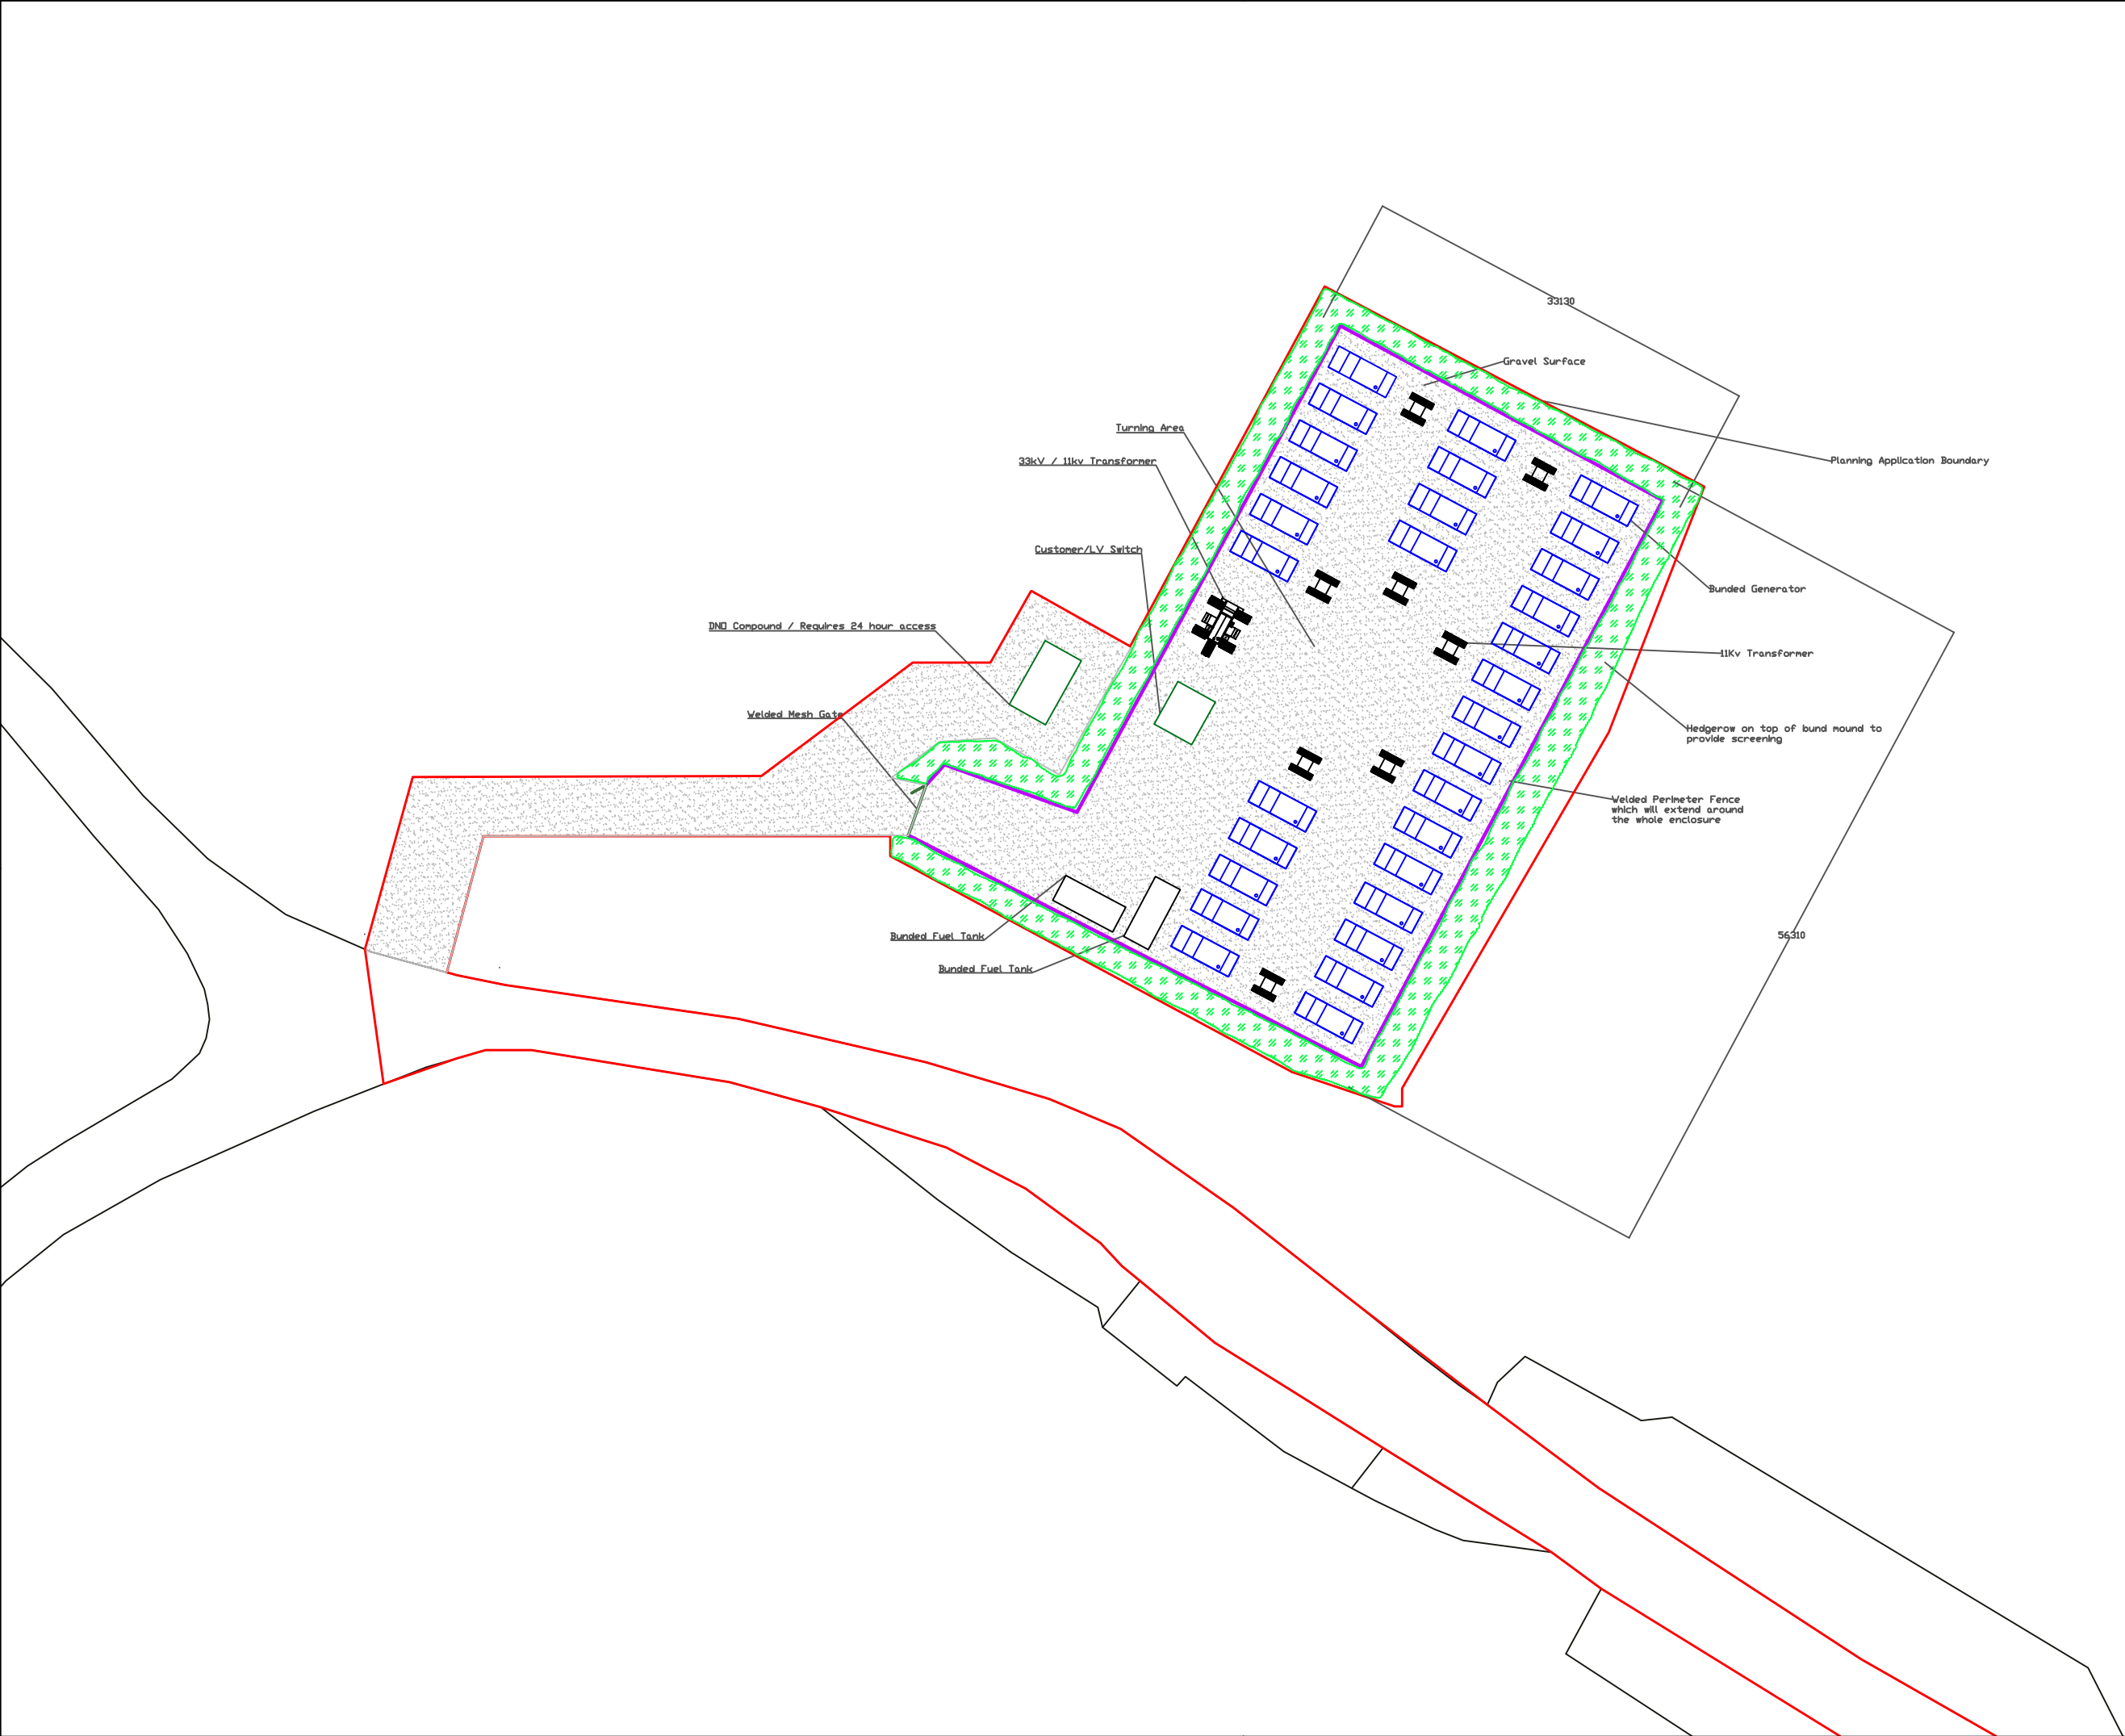 33130
Gravel Surface
Turning Area
33kV / 11kv Transformer
Planning Application Boundary
Customer/LV Switch
Bunded Generator
DNO Compound / Requires 24 hour access
11Kv Transformer
Welded Mesh Gate
Hedgerow on top of bund mound to
provide screening
Welded Perimeter Fence
which will extend around
the whole enclosure
Bunded Fuel Tank
56310
Bunded Fuel Tank